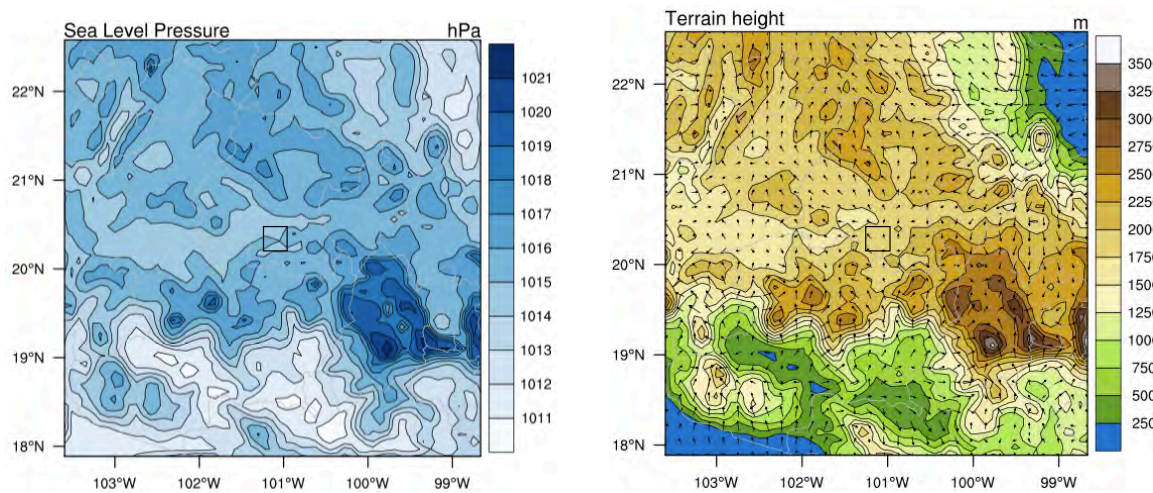 Sea Level Pressure hPa
1021
1020
1019
1018
1017
1016
1015
1014
1013
1012
1011
22°N
21°N
20°N
19°N
18°N
103°W 102°W 101°W 100°W 99°W
Terrain height m
3500
3250
3000
2750
2500
2250
2000
1750
1500
1250
1000
750
500
250
22°N
21°N
20°N
19°N
18°N
103°W 102°W 101°W 100°W 99°W